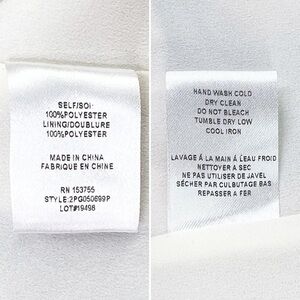 SELF/SOI:
100%POLYESTER
LINING/DOUBLURE
100%POLYESTER
MADE IN CHINA
FABRIQUE EN CHINE
RN 153755
STYLE:2PG050699P
LOT#19498
HAND WASH COLD
DRY CLEAN
DO NOT BLEACH
TUMBLE DRY LOW
COOL IRON
LAVAGE Á LA MAIN Á LEAU FROID
NETTOYER A SEC
NE PAS UTILISER DE JAVEL
SÉCHER PAR CULBUTAGE BAS
REPASSER A FER